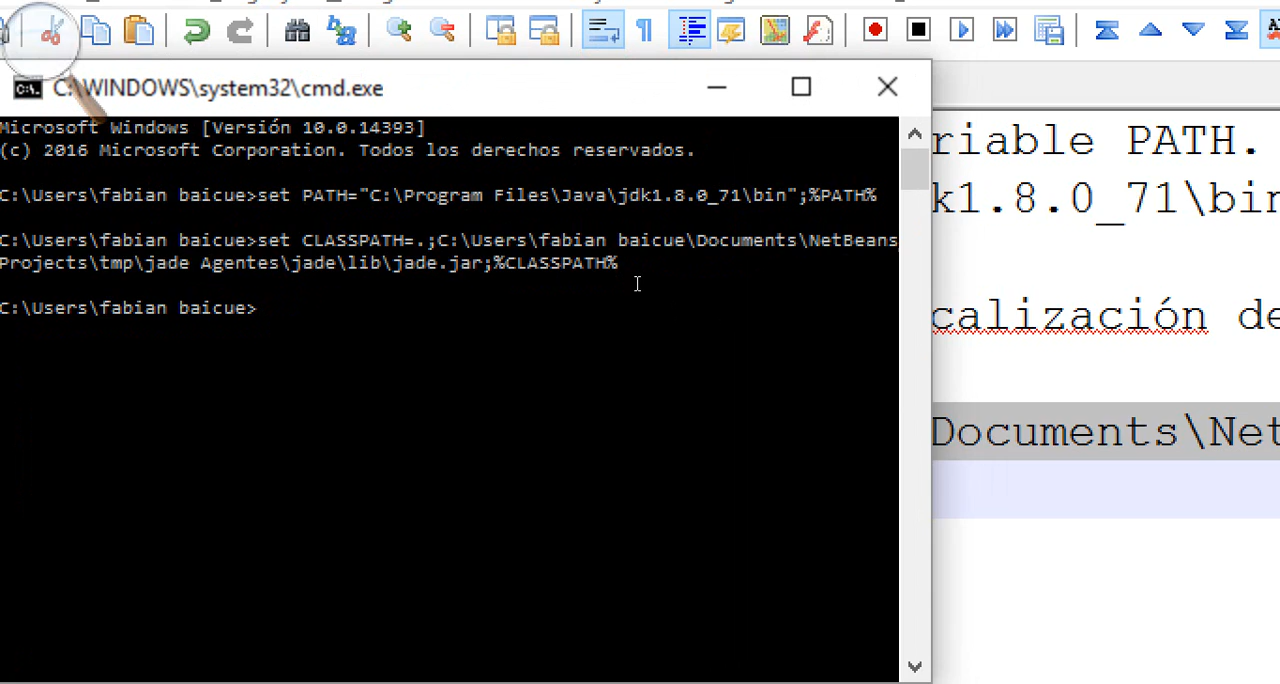 C:\WINDOWS\system32\cmd.exe
Microsoft Windows [Versión 10.0.14393]
(c) 2016 Microsoft Corporation. Todos los derechos reservados.
C:\Users\fabian baicue>set PATH="C:\Program Files\Java\jdk1.8.0_71\bin";%PATH%
C:\Users\fabian baicue>set CLASSPATH=.;C:\Users\fabian baicue\Documents\NetBeans
Projects\tmp\jade Agentes\jade\lib\jade.jar;%CLASSPATH%
C:\Users\fabian baicue>
riable PATH.
k1.8.0_71\bin
calización de
Documents\Net